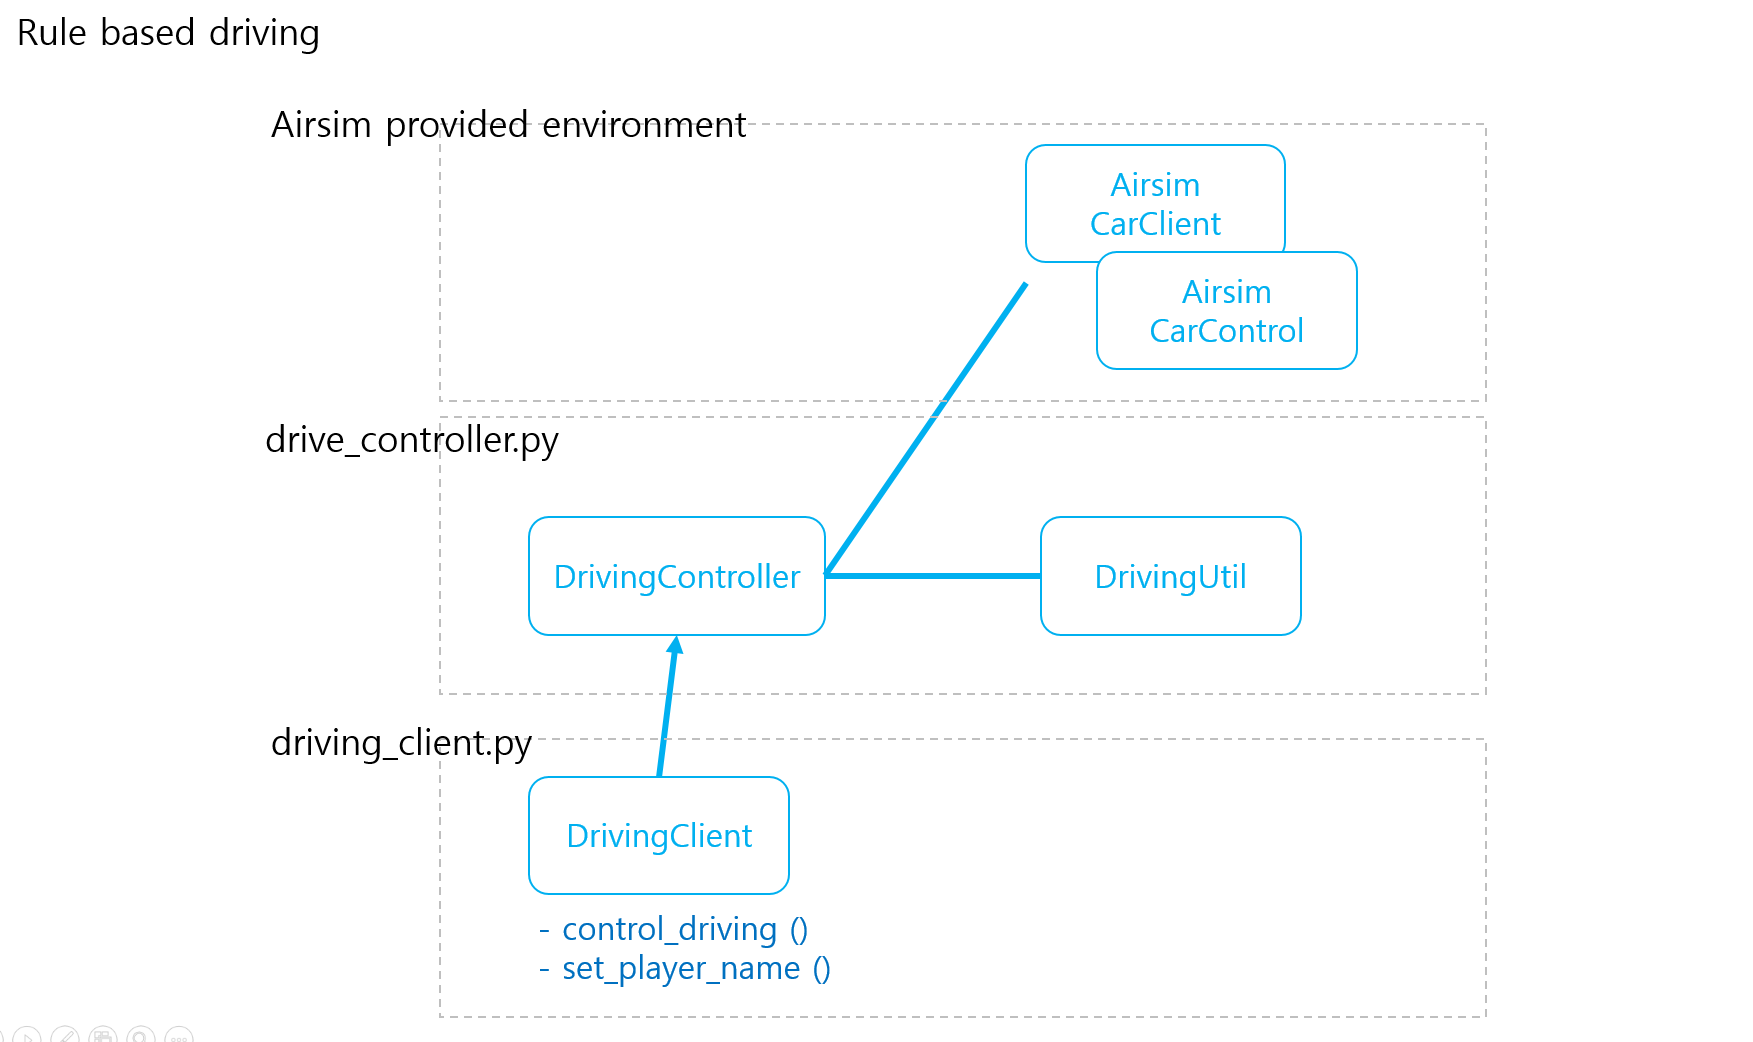 Rule based driving
Airsim provided environment
Airsim
CarClient
Airsim
CarControl
drive_controller.py
DrivingController
DrivingUtil
driving_client.py
DrivingClient
- control_driving ()
- set_player_name ()